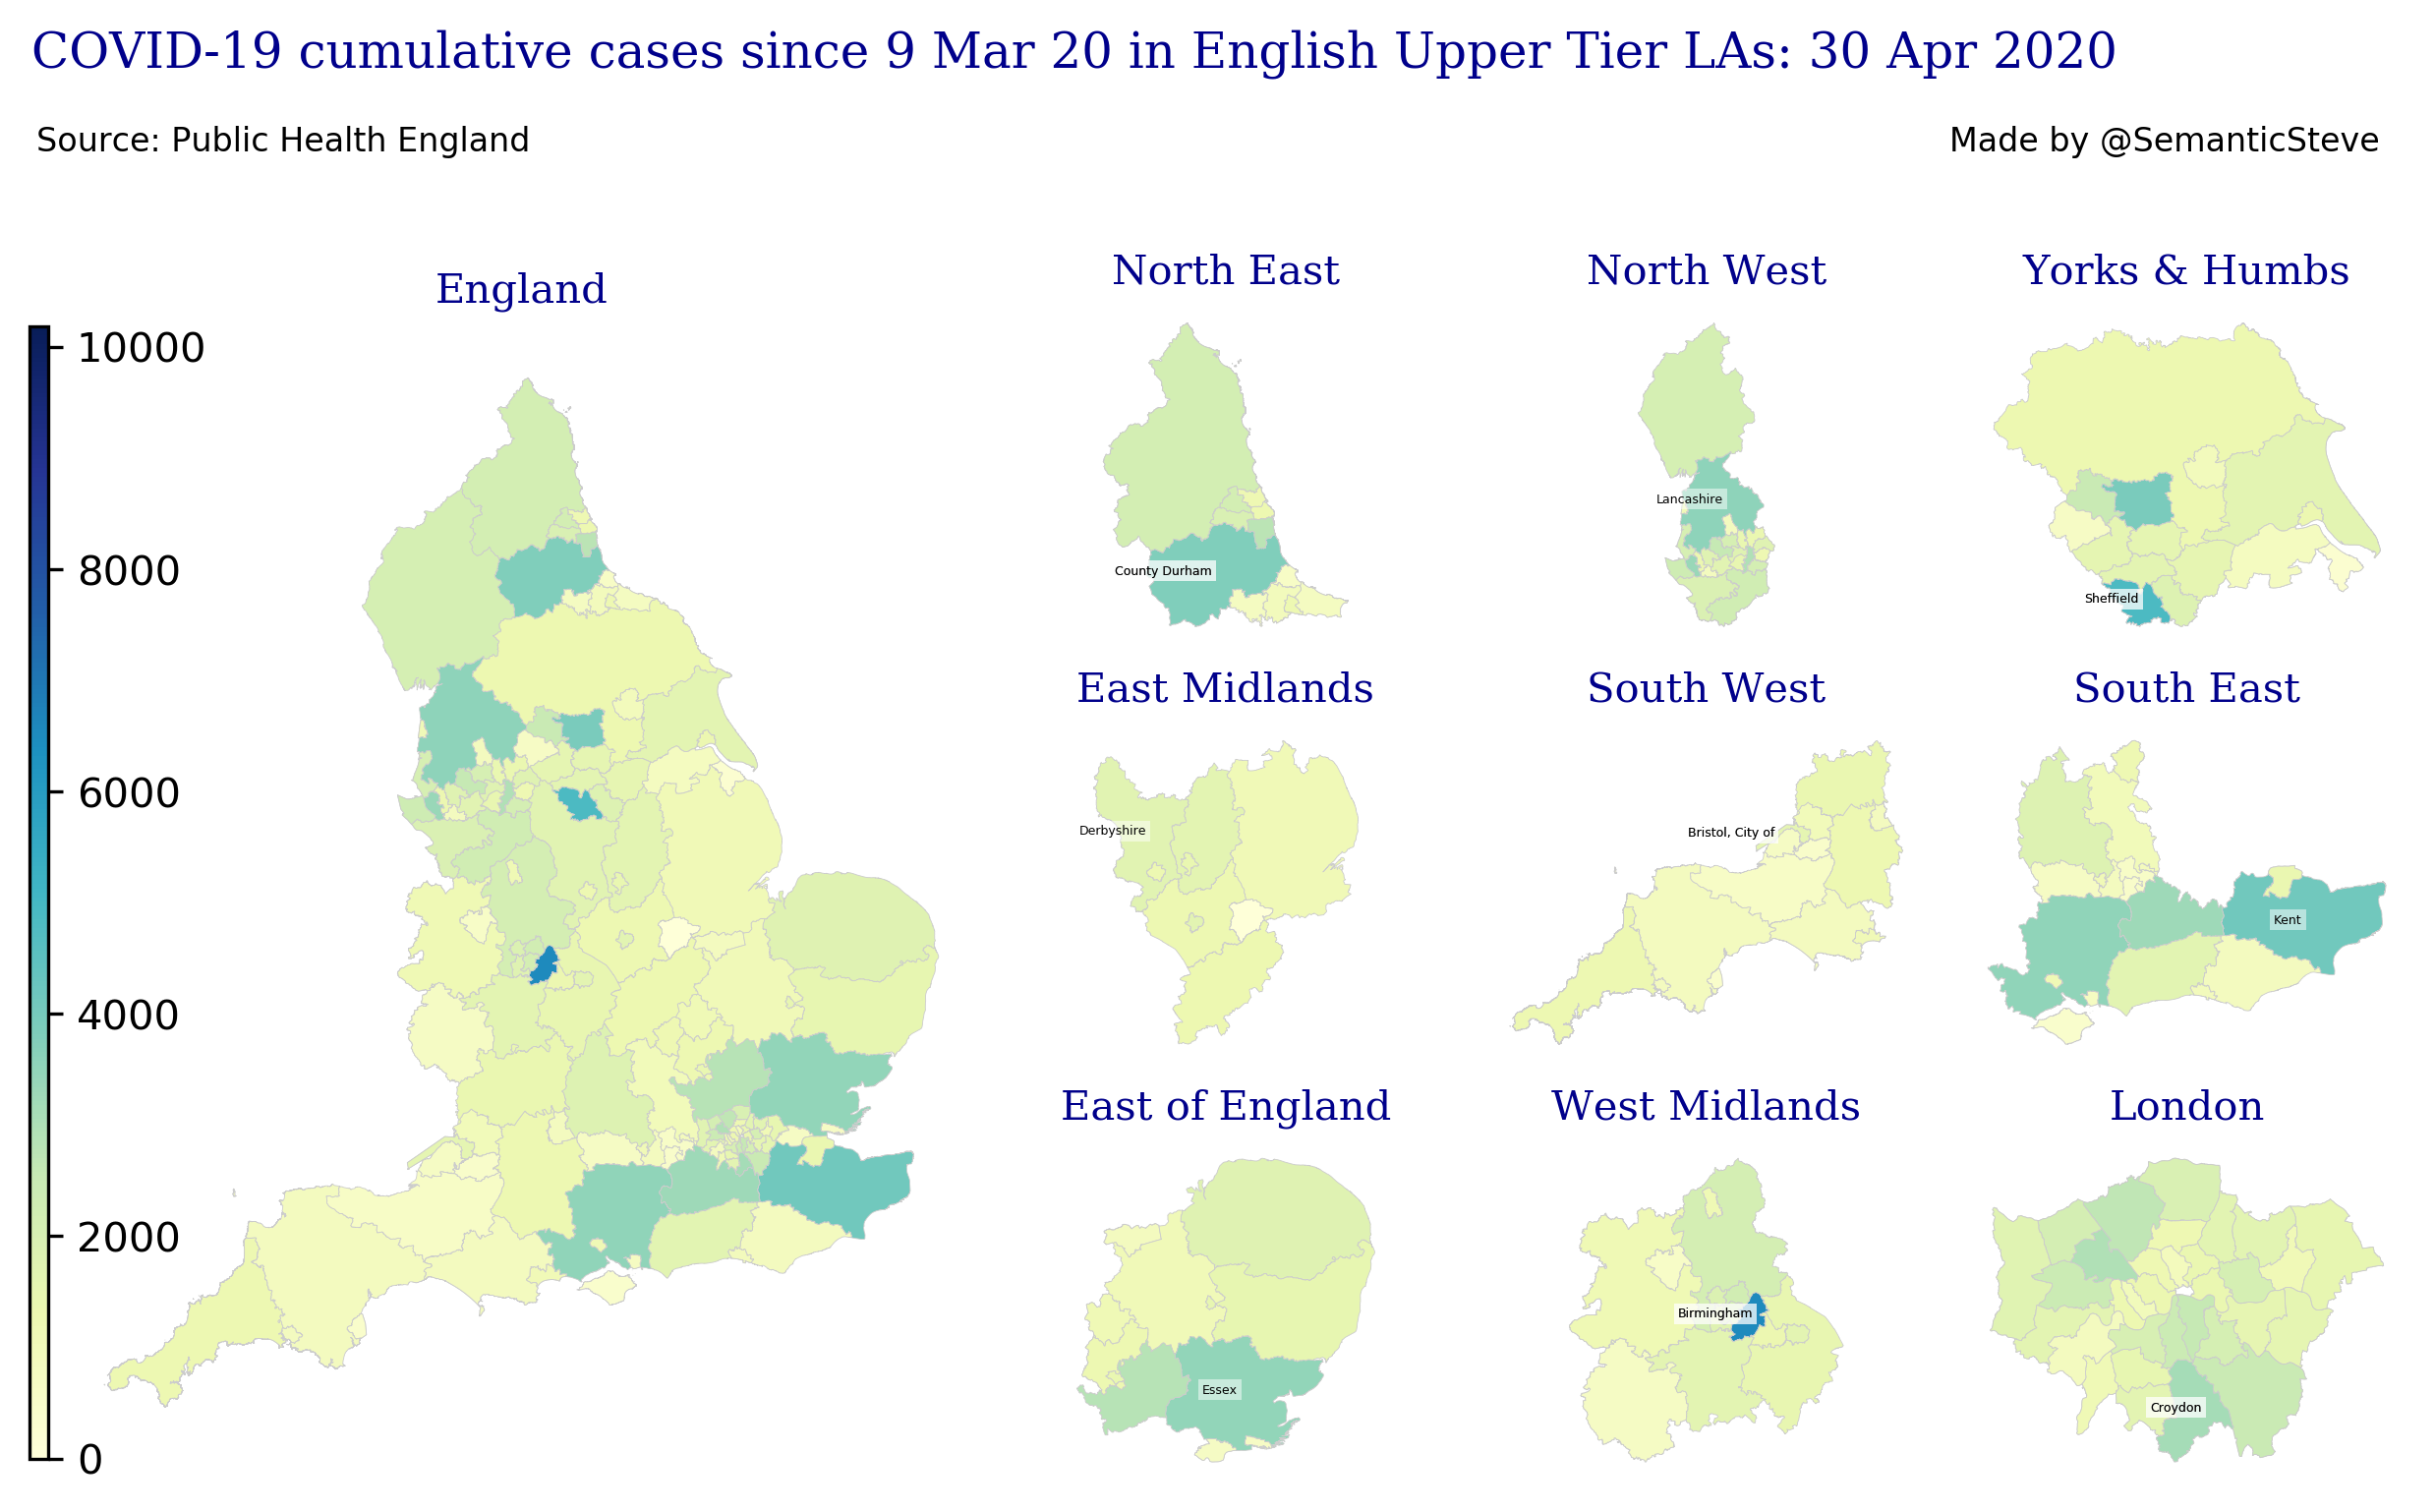 COVID-19 cumulative cases since 9 Mar 20 in English Upper Tier LAs: 30 Apr 2020
Source: Public Health England
Made by @SemanticSteve
England
10000
8000
6000
4000
2000
0
North East
County Durham
North West
Lancashire
Yorks & Humbs
Sheffield
East Midlands
Derbyshire
South West
Bristol, City of
South East
Kent
East of England
Essex
West Midlands
Birmingham
London
Croydon